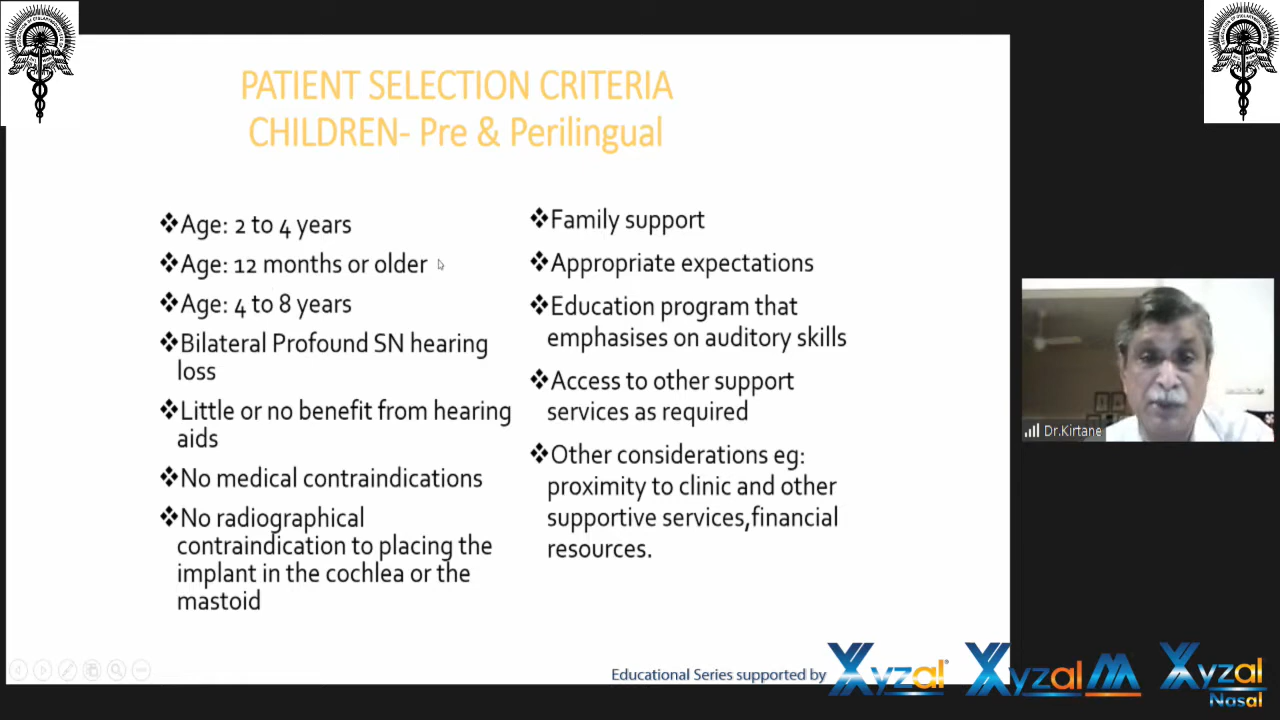 PATIENT SELECTION CRITERIA
CHILDREN- Pre & Perilingual
❖Age: 2 to 4 years
❖Age: 12 months or older
❖Age: 4 to 8 years
❖Bilateral Profound SN hearing
loss
❖Little or no benefit from hearing
aids
❖No medical contraindications
❖No radiographical
contraindication to placing the
implant in the cochlea or the
mastoid
❖Family support
❖Appropriate expectations
❖Education program that
emphasises on auditory skills
❖Access to other support
services as required
❖Other considerations eg:
proximity to clinic and other
supportive services,financial
resources.
Dr.Kirtane
Educational Series supported by
Xyzal®
Xyzal M
Xyzal
Nasal